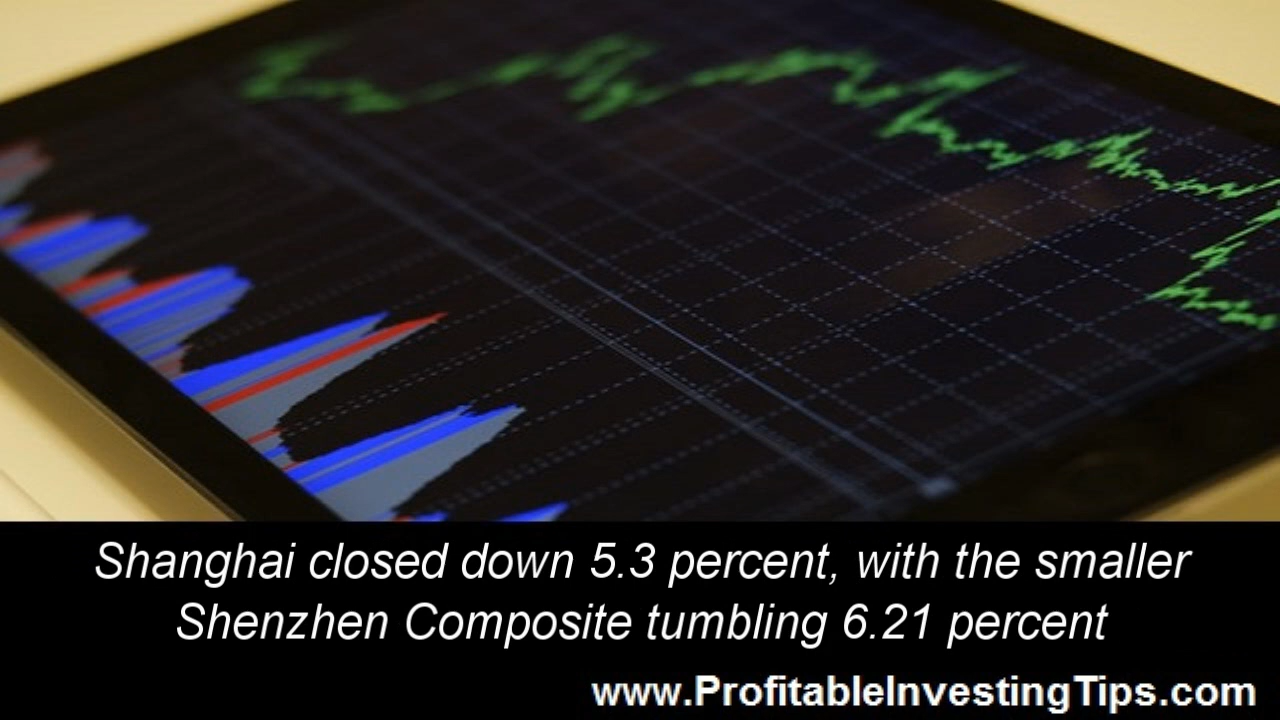 Shanghai closed down 5.3 percent, with the smaller
Shenzhen Composite tumbling 6.21 percent
www.ProfitableInvestingTips.com